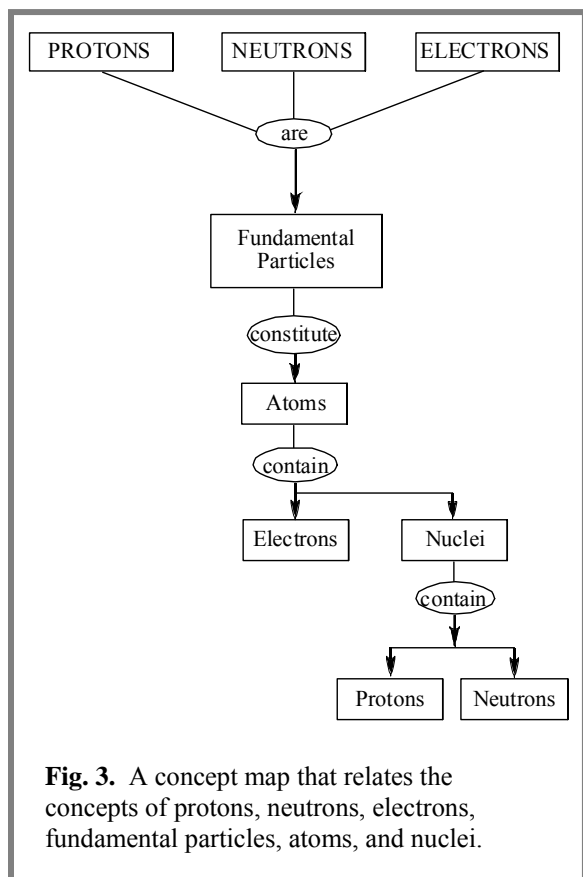 PROTONS NEUTRONS ELECTRONS
are
Fundamental
Particles
constitute
Atoms
contain
Electrons Nuclei
contain
Protons Neutrons
Fig. 3. A concept map that relates the
concepts of protons, neutrons, electrons,
fundamental particles, atoms, and nuclei.